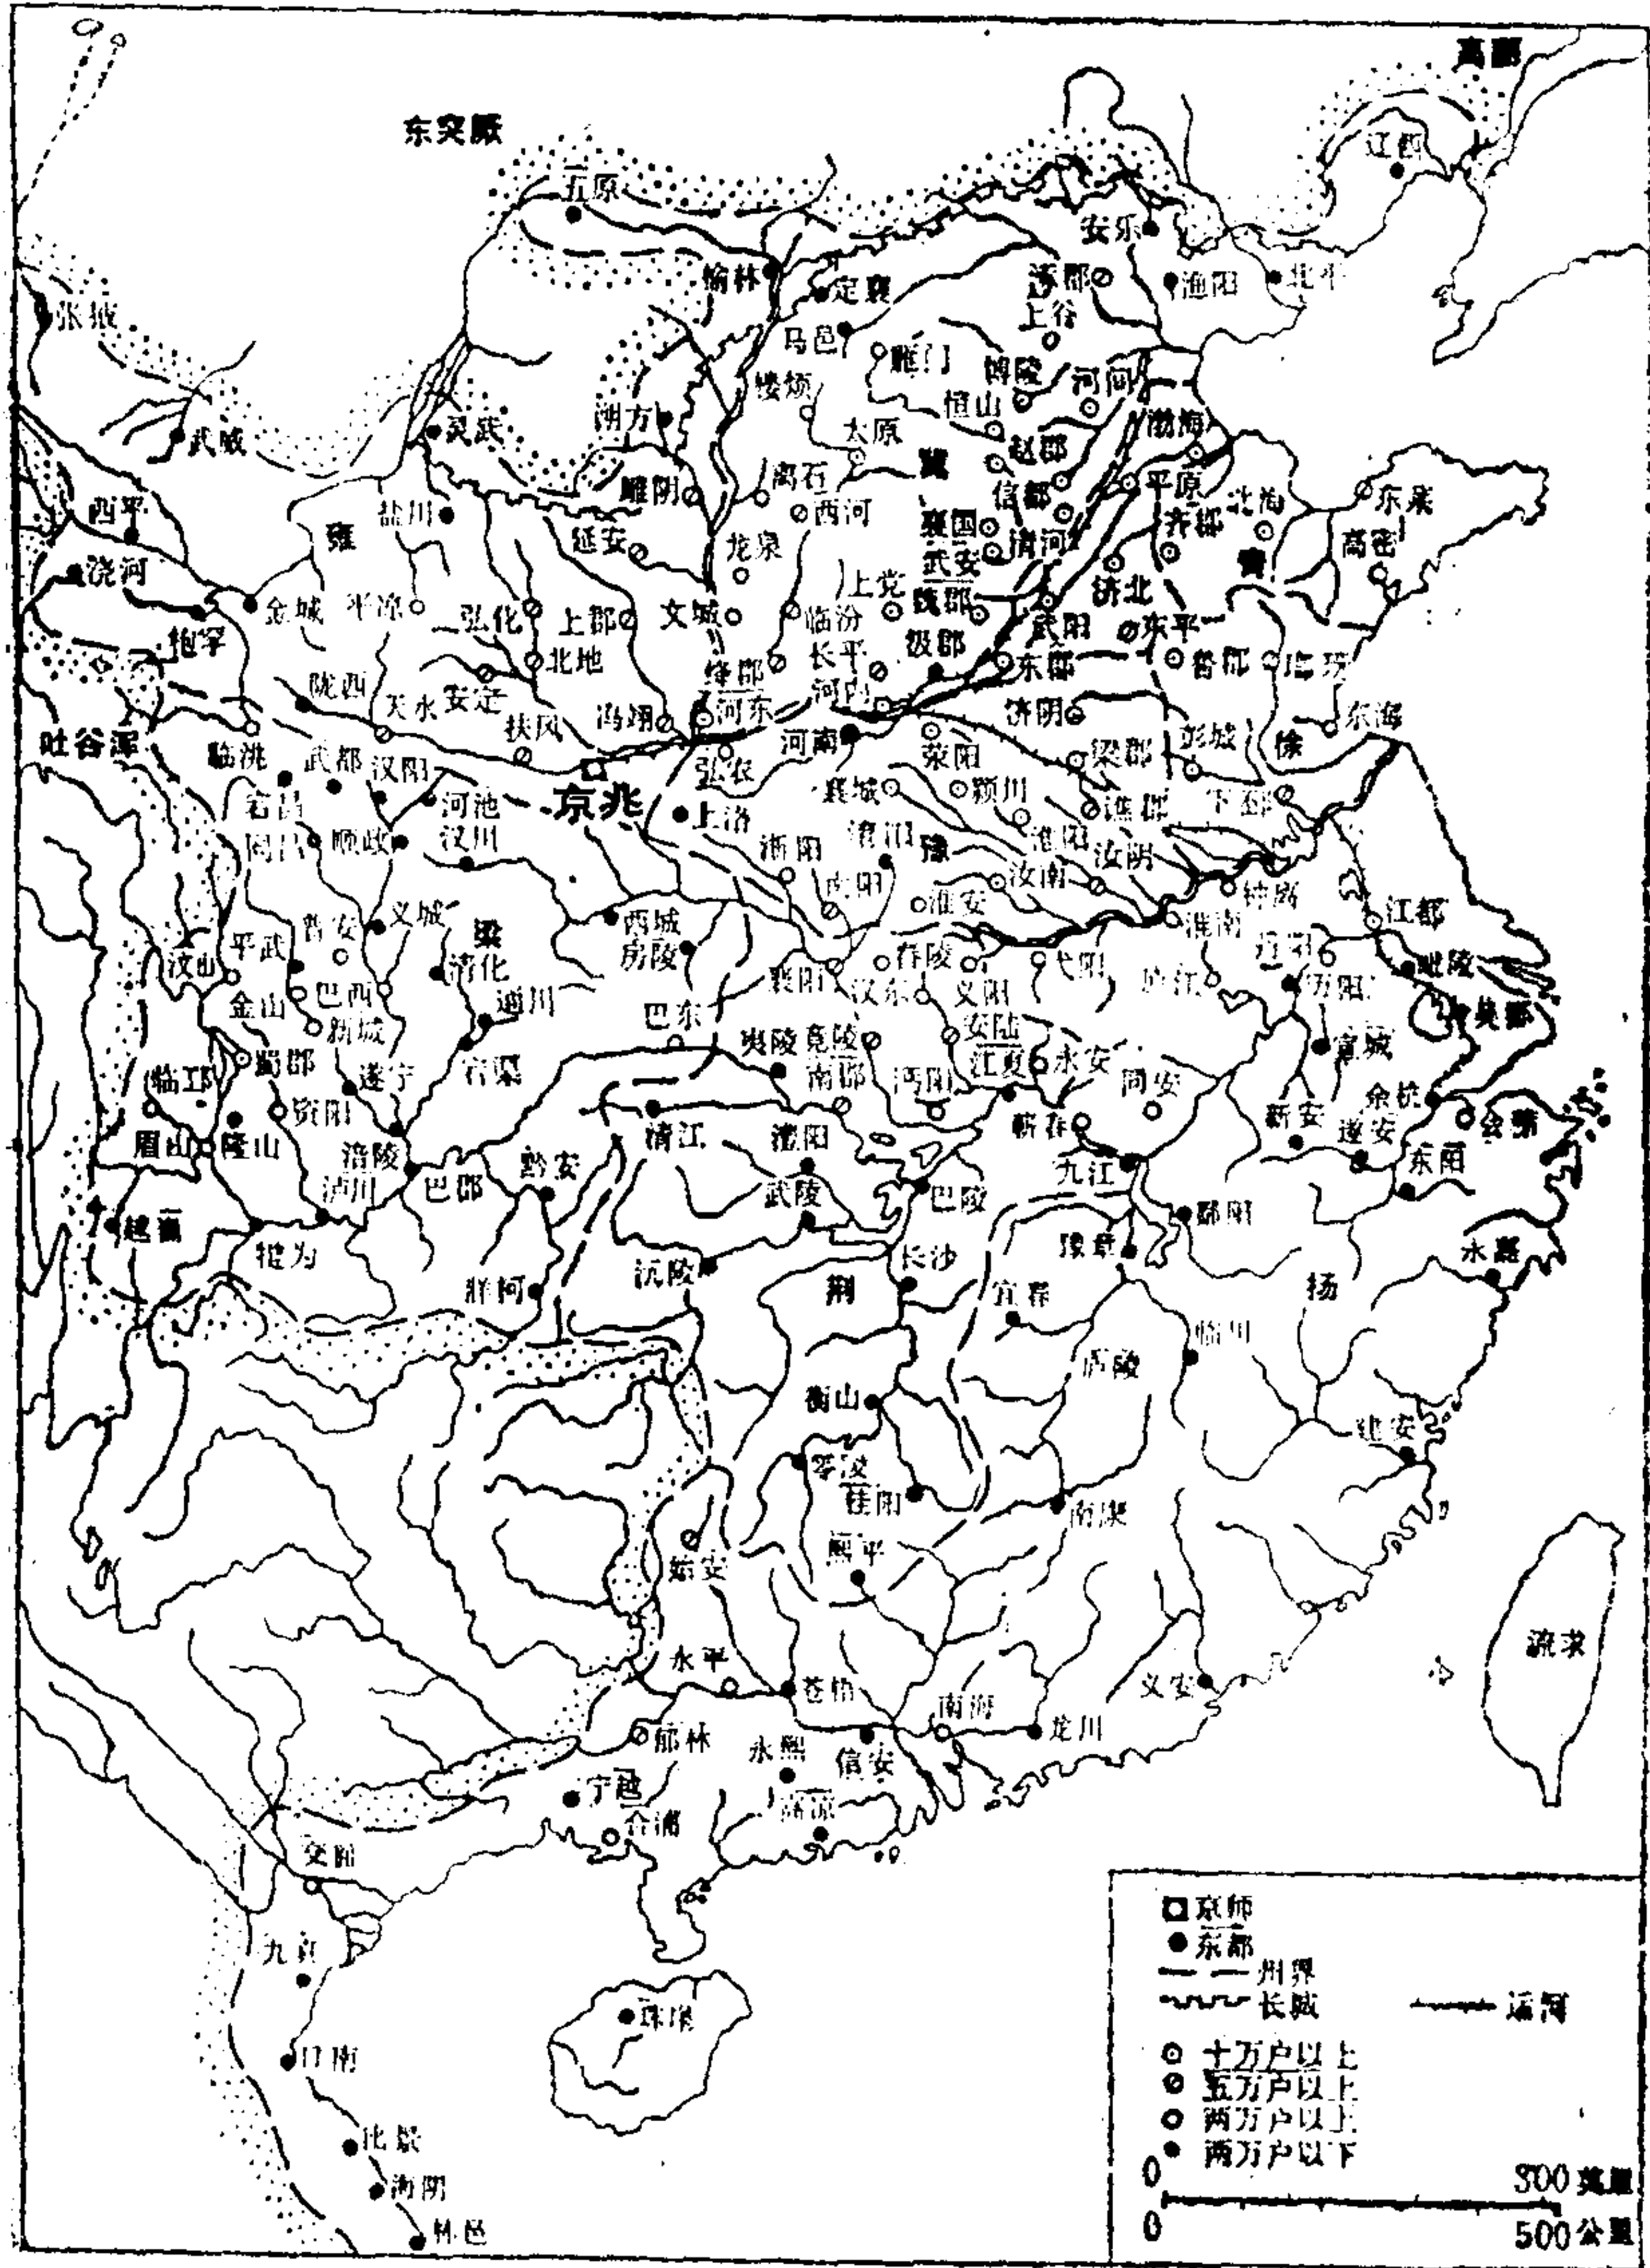 高丽
东突厥
辽西
五原
安乐
榆林
定襄
涿郡
渔阳
北平
上谷
张掖
马邑
雁门
博陵
河间
楼烦
恒山
朔方
渤海
武威
灵武
太原
赵郡
冀
离石
信都
平原
北海
东莱
雕阴
西平
盐川
西河
襄国
清河
齐郡
高密
雍
延安
龙泉
武安
青
浇河
上党
魏郡
济北
金城
平凉
弘化
上郡
文城
临汾
武阳
东平
枹罕
北地
绛郡
长平
汲郡
东郡
鲁郡
琅玡
陇西
天水
安定
冯翊
河东
河内
济阴
东海
吐谷浑
扶风
河南
荥阳
梁郡
彭城
徐
临洮
武都
汉阳
弘农
襄城
颍川
谯郡
下邳
宕昌
河池
京兆
上洛
淮阳
同昌
顺政
汉川
淅阳
淯阳
豫
汝阴
南阳
汝南
钟离
普安
义城
梁
西城
淮安
淮南
江都
平武
汶山
清化
房陵
舂陵
弋阳
丹阳
毗陵
金山
巴西
通川
襄阳
汉东
义阳
庐江
历阳
新城
巴东
安陆
吴郡
蜀郡
宕渠
夷陵
竟陵
江夏
永安
宣城
临邛
遂宁
南郡
沔阳
同安
余杭
资阳
清江
澧阳
蕲春
新安
遂安
会稽
眉山
隆山
涪陵
东阳
泸川
巴郡
黔安
武陵
巴陵
九江
越巂
鄱阳
犍为
豫章
永嘉
牂柯
沅陵
长沙
荆
宜春
扬
临川
庐陵
衡山
建安
零陵
桂阳
南康
熙平
始安
流求
永平
苍梧
义安
南海
龙川
郁林
永熙
信安
宁越
高凉
合浦
交阯
九真
珠崖
日南
比景
海阴
林邑
京师
东都
州界
长城
运河
十万户以上
五万户以上
两万户以上
两万户以下
0 300英里
0 500公里